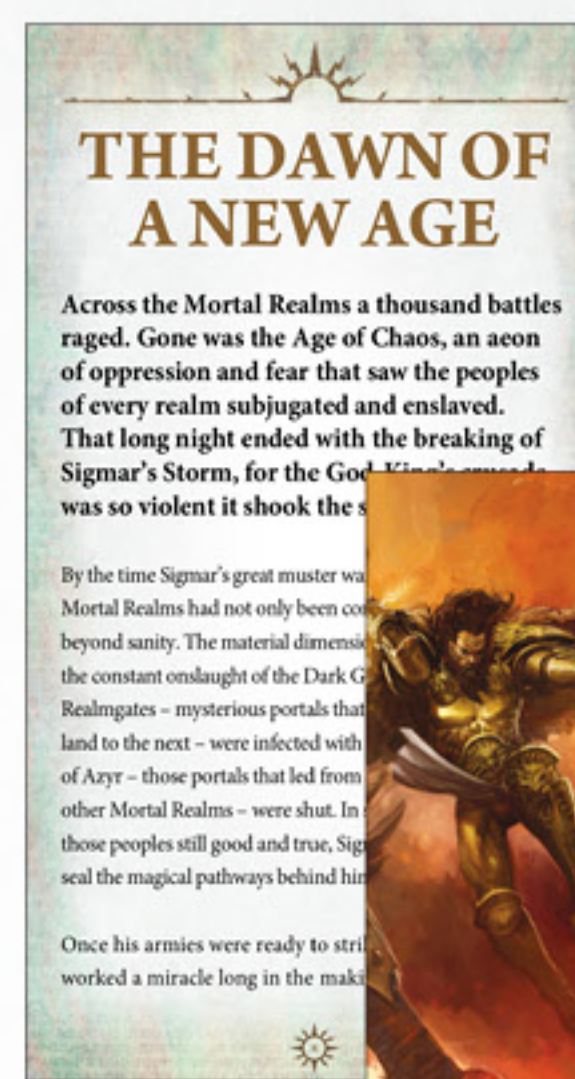 THE DAWN OF
A NEW AGE
Across the Mortal Realms a thousand battles
raged. Gone was the Age of Chaos, an aeon
of oppression and fear that saw the peoples
of every realm subjugated and enslaved.
That long night ended with the breaking of
Sigmar’s Storm, for the God-King’s crusade
was so violent it shook the
By the time Sigmar’s great muster
Mortal Realms had not only been
beyond sanity. The material
the constant onslaught of the Dark
Realmgates – mysterious portals that
land to the next – were infected with
of Azyr – those portals that led from
other Mortal Realms – were shut. In
those peoples still good and true,
seal the magical pathways behind
Once his armies were ready to
worked a miracle long in the